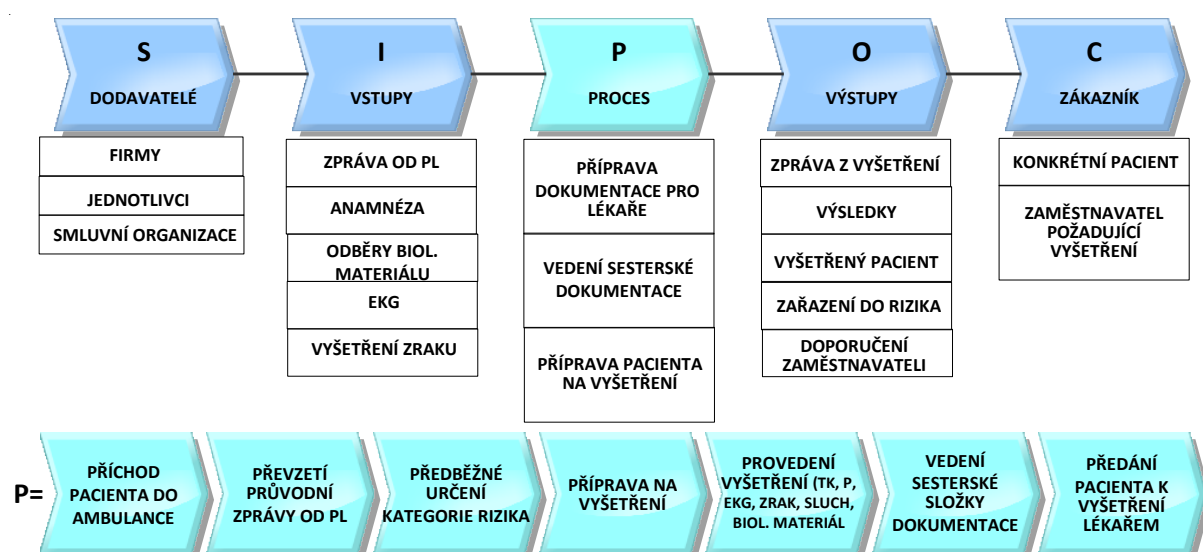 S
DODAVATELÉ
I
VSTUPY
P
PROCES
O
VÝSTUPY
C
ZÁKAZNÍK
FIRMY
JEDNOTLIVCI
SMLUVNÍ ORGANIZACE
ZPRÁVA OD PL
ANAMNÉZA
ODBĚRY BIOL.
MATERIÁLU
EKG
VYŠETŘENÍ ZRAKU
PŘÍPRAVA
DOKUMENTACE PRO
LÉKAŘE
VEDENÍ SESTERSKÉ
DOKUMENTACE
PŘÍPRAVA PACIENTA
NA VYŠETŘENÍ
ZPRÁVA Z VYŠETŘENÍ
VÝSLEDKY
VYŠETŘENÝ PACIENT
ZAŘAZENÍ DO RIZIKA
DOPORUČENÍ
ZAMĚSTNAVATELI
KONKRÉTNÍ PACIENT
ZAMĚSTNAVATEL
POŽADUJÍCÍ
VYŠETŘENÍ
P=
PŘÍCHOD
PACIENTA DO
AMBULANCE
PŘEVZETÍ
PRŮVODNÍ
ZPRÁVY OD PL
PŘEDBĚŽNÉ
URČENÍ
KATEGORIE RIZIKA
PŘÍPRAVA NA
VYŠETŘENÍ
PROVEDENÍ
VYŠETŘENÍ (TK, P,
EKG, ZRAK, SLUCH,
BIOL. MATERIÁL
VEDENÍ
SESTERSKÉ
SLOŽKY
DOKUMENTACE
PŘEDÁNÍ
PACIENTA K
VYŠETŘENÍ
LÉKAŘEM